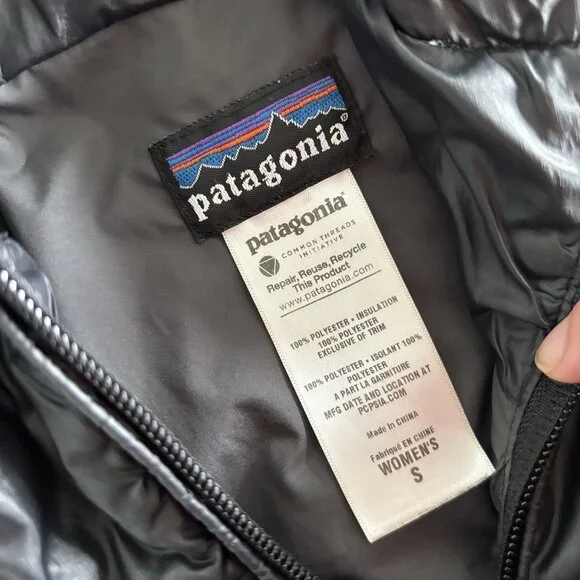 patagonia®
patagonia®
COMMON THREADS
INITIATIVE
Repair, Reuse, Recycle
This Product
www.patagonia.com
100% POLYESTER • INSULATION
100% POLYESTER
EXCLUSIVE OF TRIM
100% POLYESTER • ISOLANT 100%
POLYESTER
A PART LA GARNITURE
MFG DATE AND LOCATION AT
PCPSIA.COM
Made in CHINA
Fabriqué EN CHINE
WOMEN'S
S